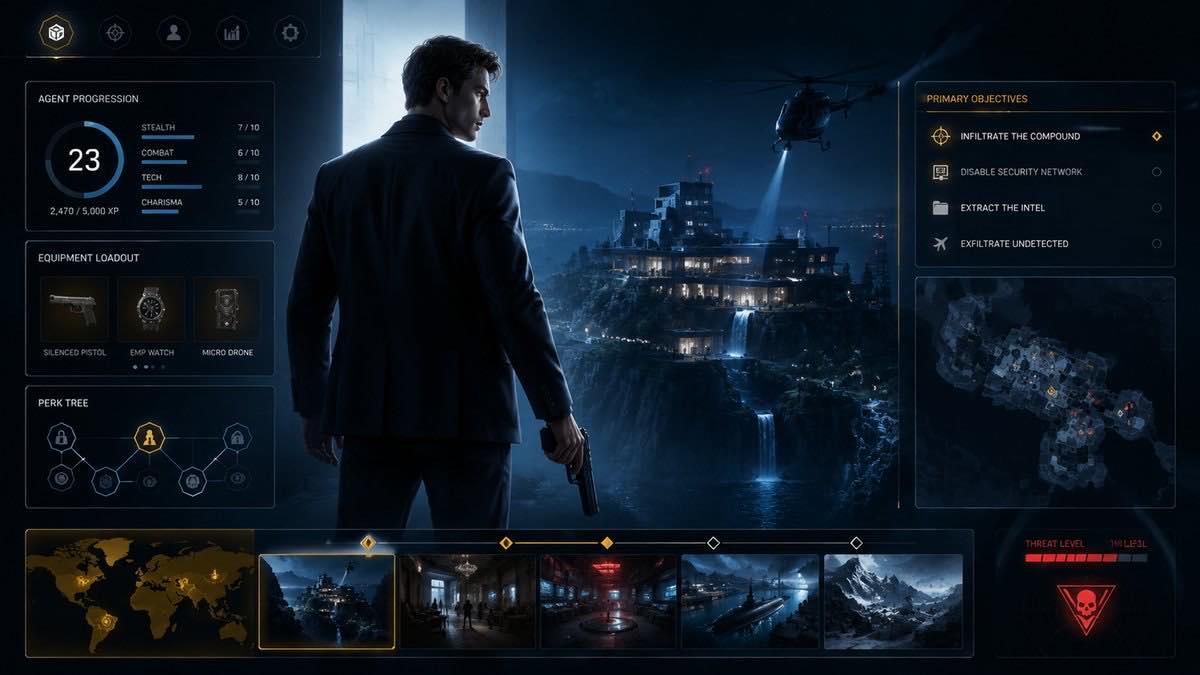 AGENT PROGRESSION
23
2,470 / 5,000 XP
STEALTH 7 / 10
COMBAT 6 / 10
TECH 8 / 10
CHARISMA 5 / 10
EQUIPMENT LOADOUT
SILENCED PISTOL
EMP WATCH
MICRO DRONE
PERK TREE
PRIMARY OBJECTIVES
INFILTRATE THE COMPOUND
DISABLE SECURITY NETWORK
EXTRACT THE INTEL
EXFILTRATE UNDETECTED
THREAT LEVEL